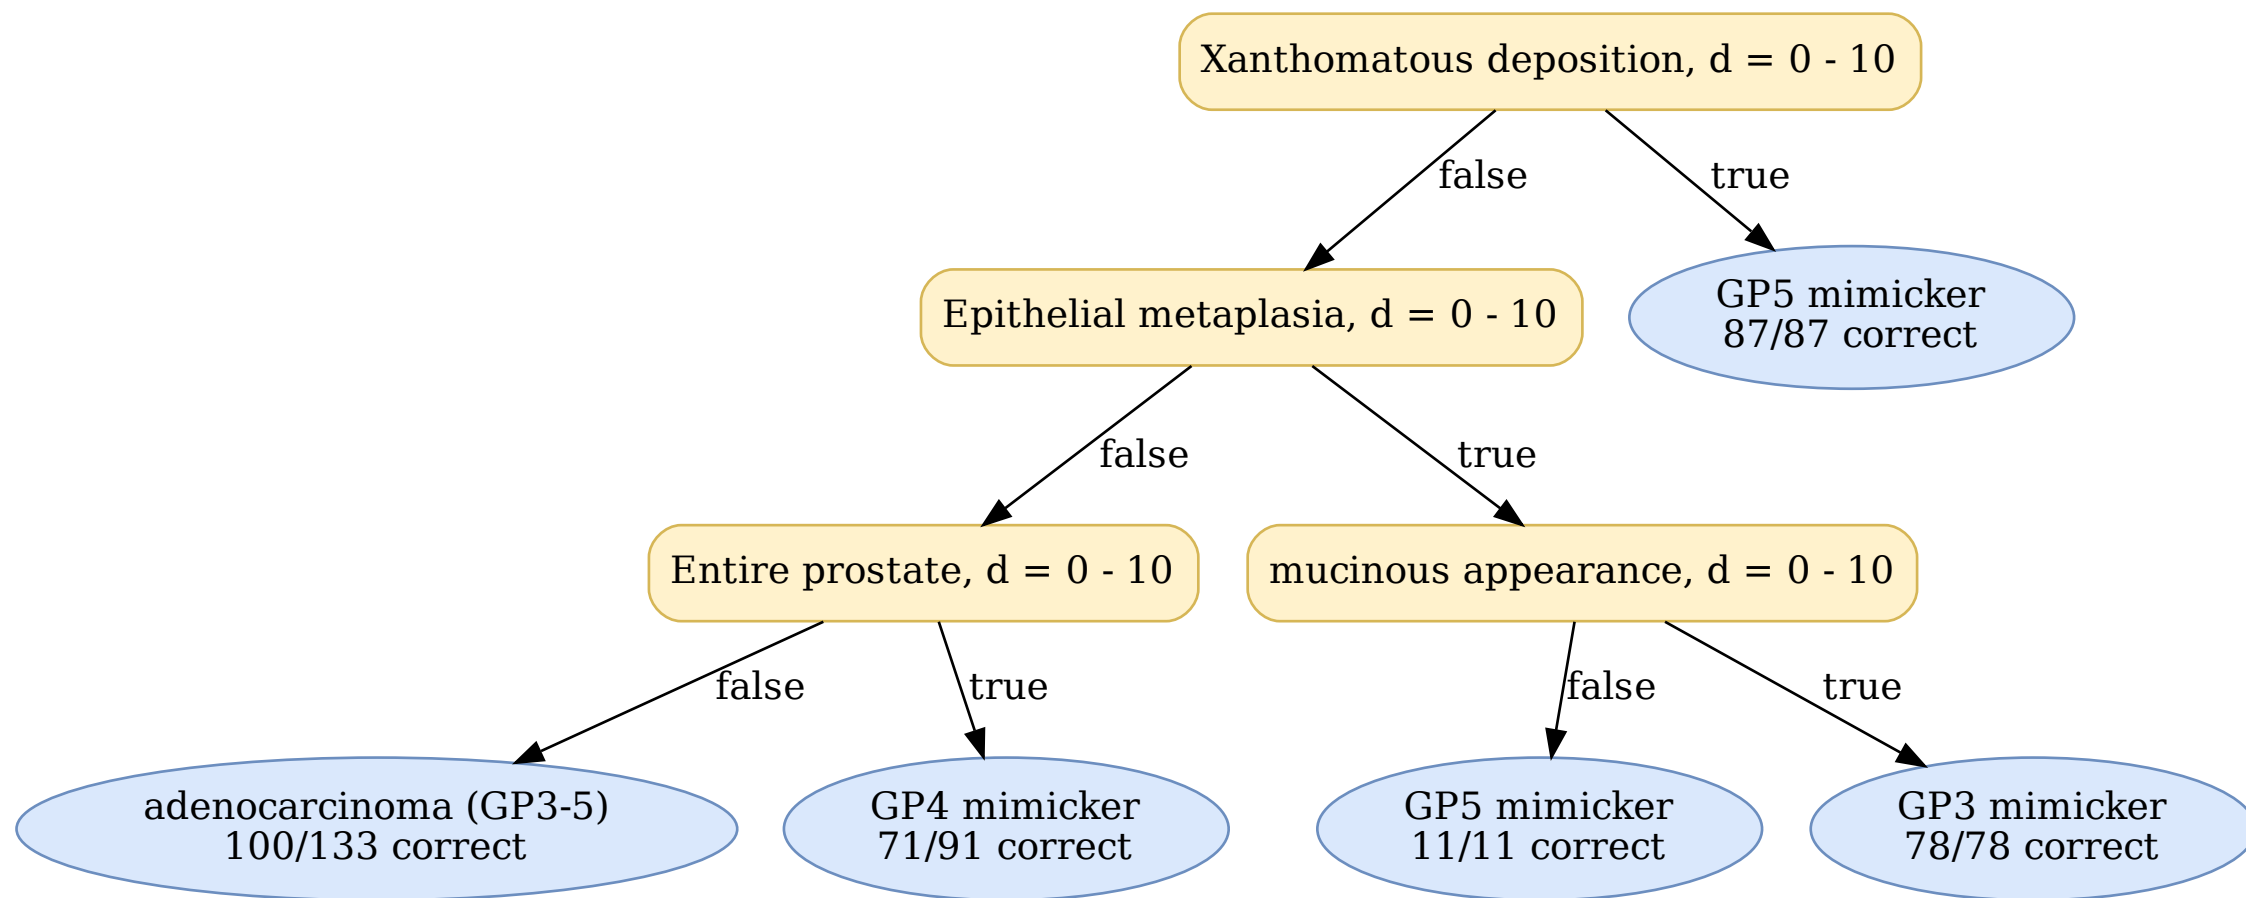 Xanthomatous deposition, d = 0 - 10
false
true
Epithelial metaplasia, d = 0 - 10
GP5 mimicker
87/87 correct
false
true
Entire prostate, d = 0 - 10
mucinous appearance, d = 0 - 10
false
true
false
true
adenocarcinoma (GP3-5)
100/133 correct
GP4 mimicker
71/91 correct
GP5 mimicker
11/11 correct
GP3 mimicker
78/78 correct